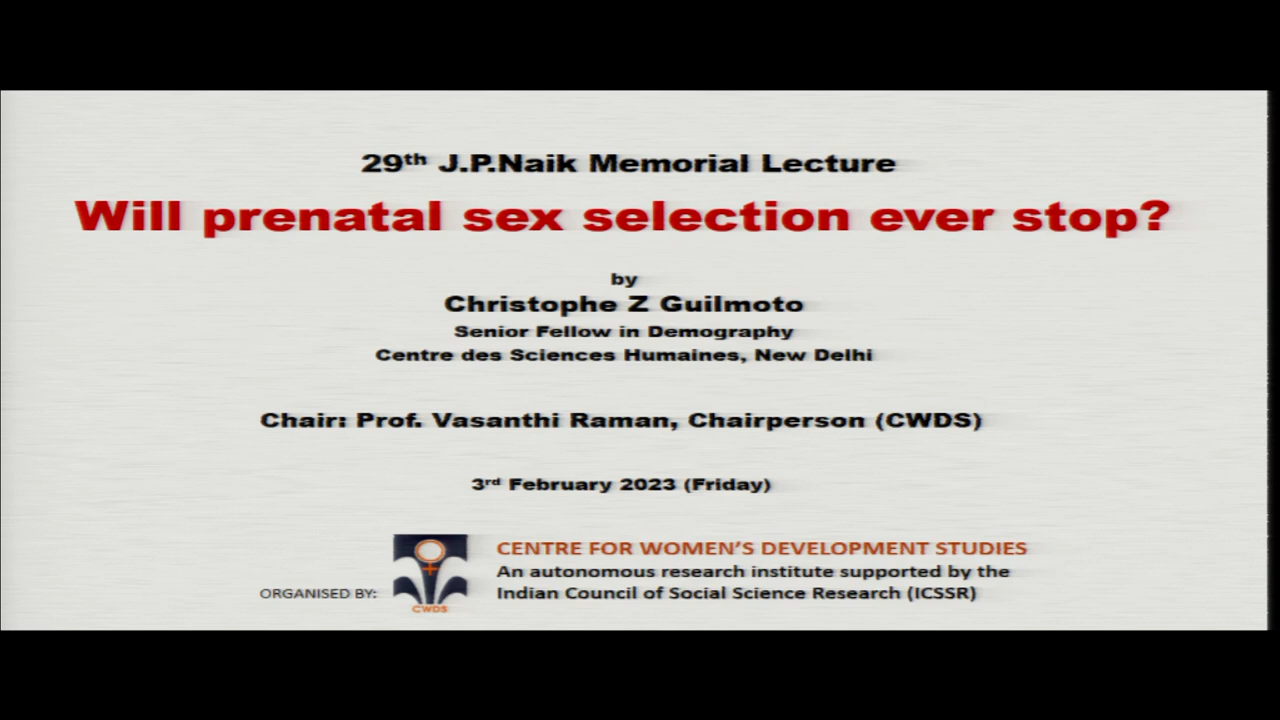 29th J.P.Naik Memorial Lecture
Will prenatal sex selection ever stop?
by
Christophe Z Guilmoto
Senior Fellow in Demography
Centre des Sciences Humaines, New Delhi
Chair: Prof. Vasanthi Raman, Chairperson (CWDS)
3rd February 2023 (Friday)
ORGANISED BY:
CWDS
CENTRE FOR WOMEN'S DEVELOPMENT STUDIES
An autonomous research institute supported by the
Indian Council of Social Science Research (ICSSR)